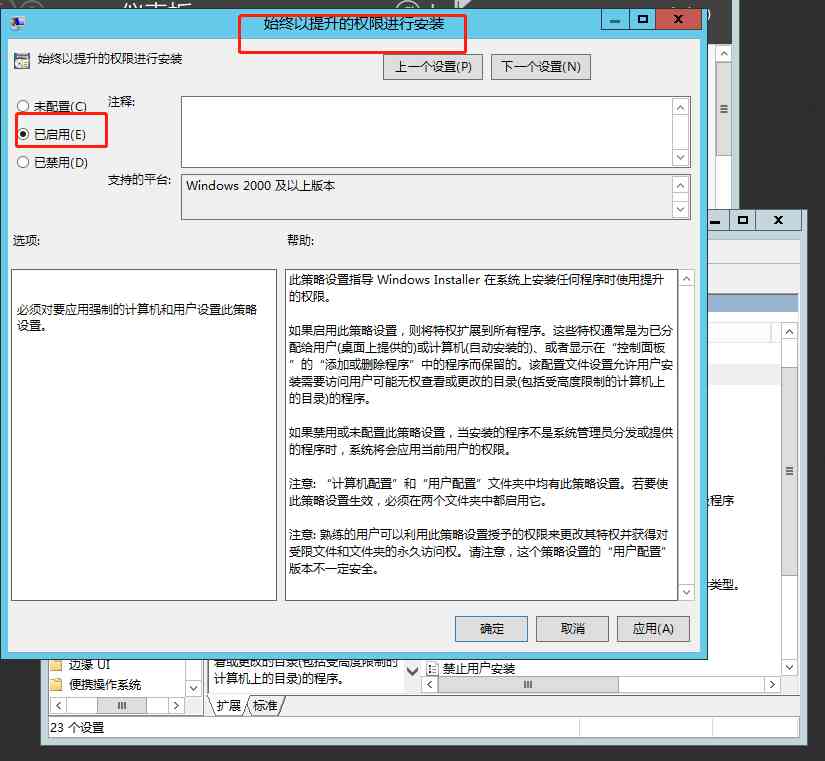 始终以提升的权限进行安装
始终以提升的权限进行安装
上一个设置(P)
下一个设置(N)
未配置(C)
注释:
已启用(E)
已禁用(D)
支持的平台:
Windows 2000 及以上版本
选项:
帮助:
必须对要应用强制的计算机和用户设置此策略
设置。
此策略设置指导 Windows Installer 在系统上安装任何程序时使用提升
的权限。
如果启用此策略设置，则将特权扩展到所有程序。这些特权通常是为已分
配给用户(桌面上提供的)或计算机(自动安装的)、或者显示在“控制面板
”的“添加或删除程序”中的程序而保留的。该配置文件设置允许用户安
装需要访问用户可能无权查看或更改的目录(包括受高度限制的计算机上
的目录)的程序。
如果禁用或未配置此策略设置，当安装的程序不是系统管理员分发或提供
的程序时，系统将会应用当前用户的权限。
注意: “计算机配置”和“用户配置”文件夹中均有此策略设置。若要使
此策略设置生效，必须在两个文件夹中都启用它。
注意: 熟练的用户可以利用此策略设置授予的权限来更改其特权并获得对
受限文件和文件夹的永久访问权。请注意，这个策略设置的“用户配置”
版本不一定安全。
确定
取消
应用(A)
程序
类型。
边缘 UI
便携操作系统
看或更改的目录(包括受高度限制的
计算机上的目录)的程序。
禁止用户安装
扩展
标准
23 个设置